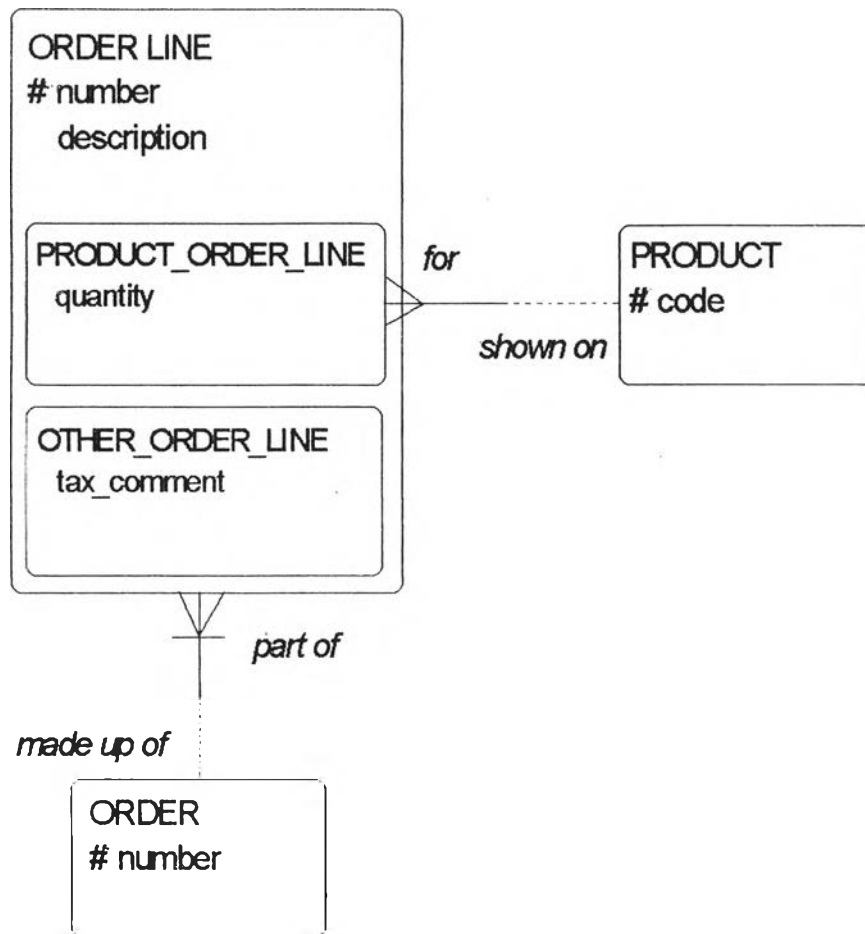 ORDER LINE
# number
description
PRODUCT_ORDER_LINE
quantity
for
PRODUCT
# code
shown on
OTHER_ORDER_LINE
tax_comment
part of
made up of
ORDER
# number